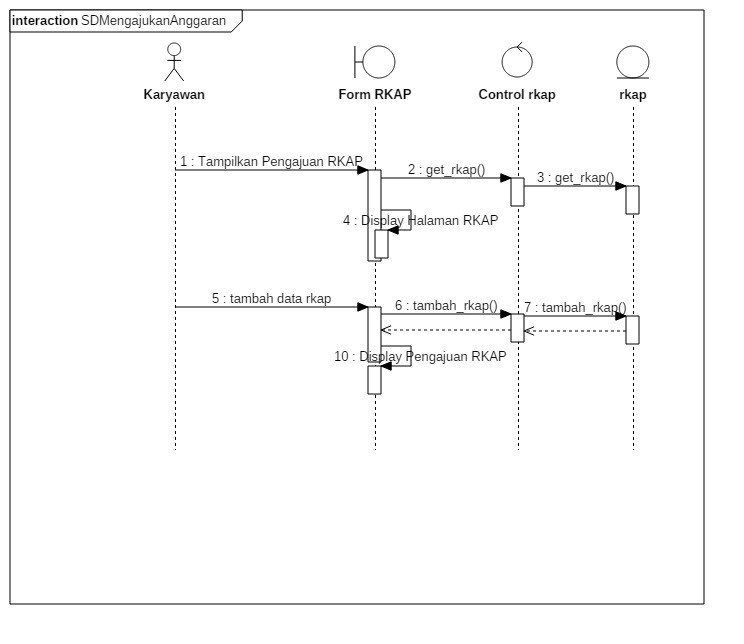 interaction SDMengajukanAnggaran
Karyawan
Form RKAP
Control rkap
rkap
1 : Tampilkan Pengajuan RKAP
2 : get_rkap()
3 : get_rkap()
4 : Display Halaman RKAP
5 : tambah data rkap
6 : tambah_rkap()
7 : tambah_rkap()
10 : Display Pengajuan RKAP